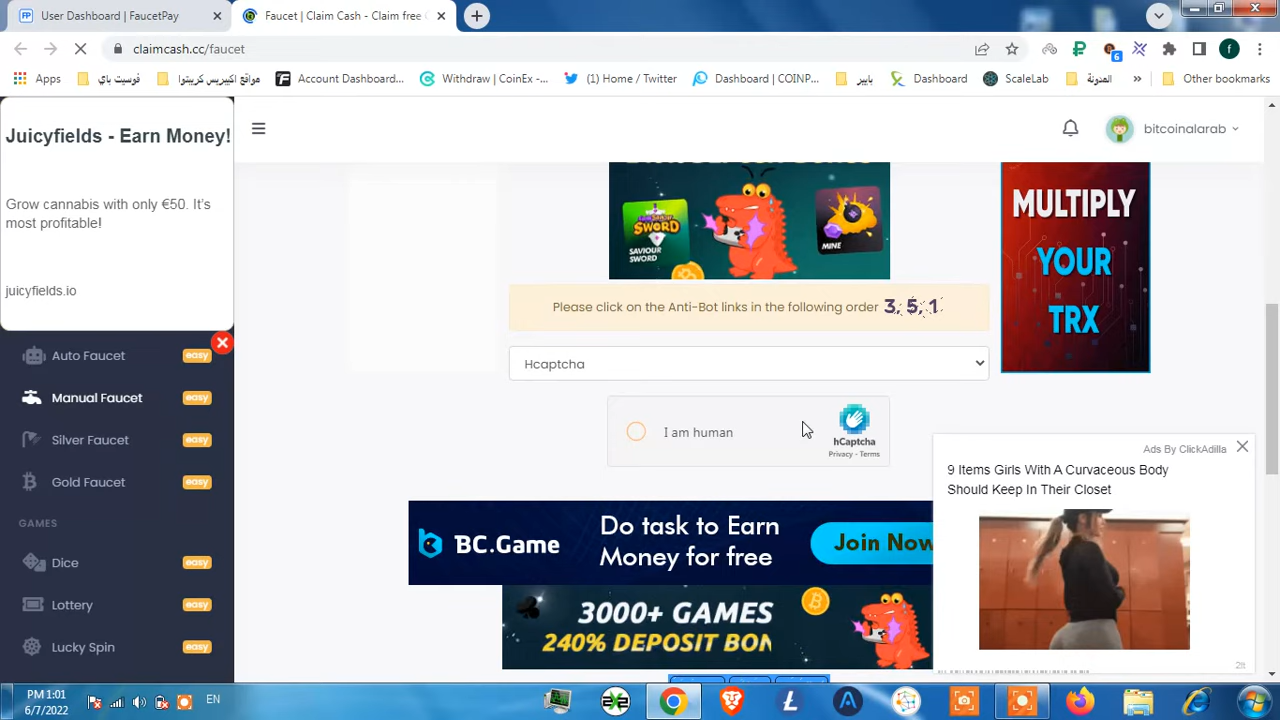 User Dashboard | FaucetPay
Faucet | Claim Cash - Claim free
claimcash.cc/faucet
6
f
Apps
فوسيت باي
مواقع اكبيرس كريبتوا
Account Dashboard...
Withdraw | CoinEx -...
(1) Home / Twitter
Dashboard | COINP...
بايير
Dashboard
ScaleLab
المدونة
»
Other bookmarks
Juicyfields - Earn Money!
Grow cannabis with only €50. It's
most profitable!
juicyfields.io
bitcoinalarab
Auto Faucet
easy
Manual Faucet
easy
Silver Faucet
easy
Gold Faucet
easy
GAMES
Dice
easy
Lottery
easy
Lucky Spin
easy
SAVIOUR
SWORD
MINE
Please click on the Anti-Bot links in the following order 3, 5, 1
Hcaptcha
I am human
hCaptcha
Privacy - Terms
MULTIPLY
YOUR
TRX
BC.Game
Do task to Earn
Money for free
Join Now
3000+ GAMES
240% DEPOSIT BON
Ads By ClickAdilla
9 Items Girls With A Curvaceous Body
Should Keep In Their Closet
PM 1:01
6/7/2022
EN